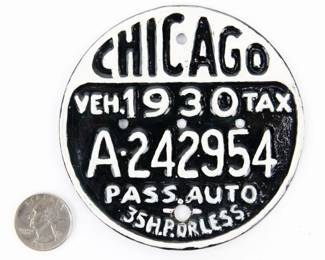 CHICAGO
VEH. 1930 TAX
A-242954
PASS. AUTO
35 H.P. OR LESS